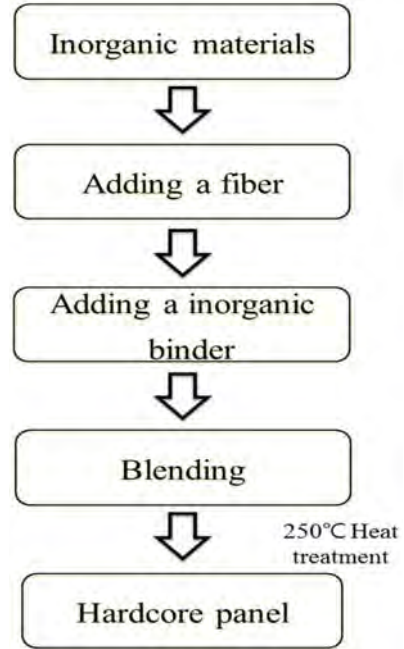 Inorganic materials
Adding a fiber
Adding a inorganic
binder
Blending
250℃ Heat
treatment
Hardcore panel